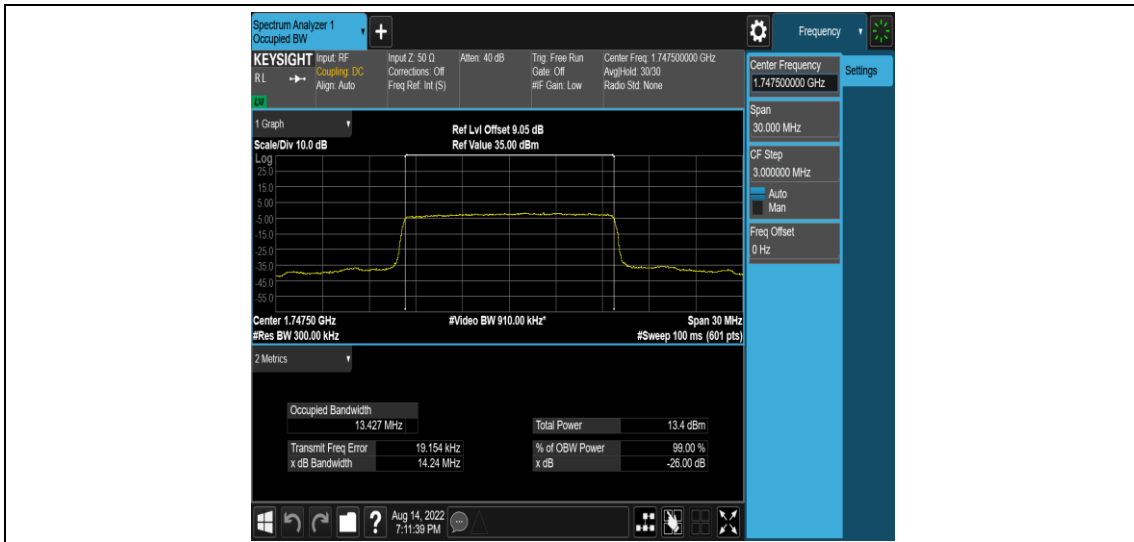 Spectrum Analyzer 1
Occupied BW
+
Frequency
KEYSIGHT
RL
LXI
Input: RF
Coupling: DC
Align: Auto
Input Z: 50 Ω
Corrections: Off
Freq Ref: Int (S)
Atten: 40 dB
Trig: Free Run
Gate: Off
#IF Gain: Low
Center Freq: 1.747500000 GHz
Avg|Hold: 30/30
Radio Std: None
Center Frequency
1.747500000 GHz
Settings
Span
30.000 MHz
CF Step
3.000000 MHz
Auto
Man
Freq Offset
0 Hz
1 Graph
Scale/Div 10.0 dB
Ref Lvl Offset 9.05 dB
Ref Value 35.00 dBm
Log
25.0
15.0
5.00
-5.00
-15.0
-25.0
-35.0
-45.0
-55.0
Center 1.74750 GHz
#Video BW 910.00 kHz*
Span 30 MHz
#Res BW 300.00 kHz
#Sweep 100 ms (601 pts)
2 Metrics
Occupied Bandwidth
13.427 MHz
Total Power 13.4 dBm
Transmit Freq Error 19.154 kHz
% of OBW Power 99.00 %
x dB Bandwidth 14.24 MHz
x dB -26.00 dB
?
Aug 14, 2022
7:11:39 PM